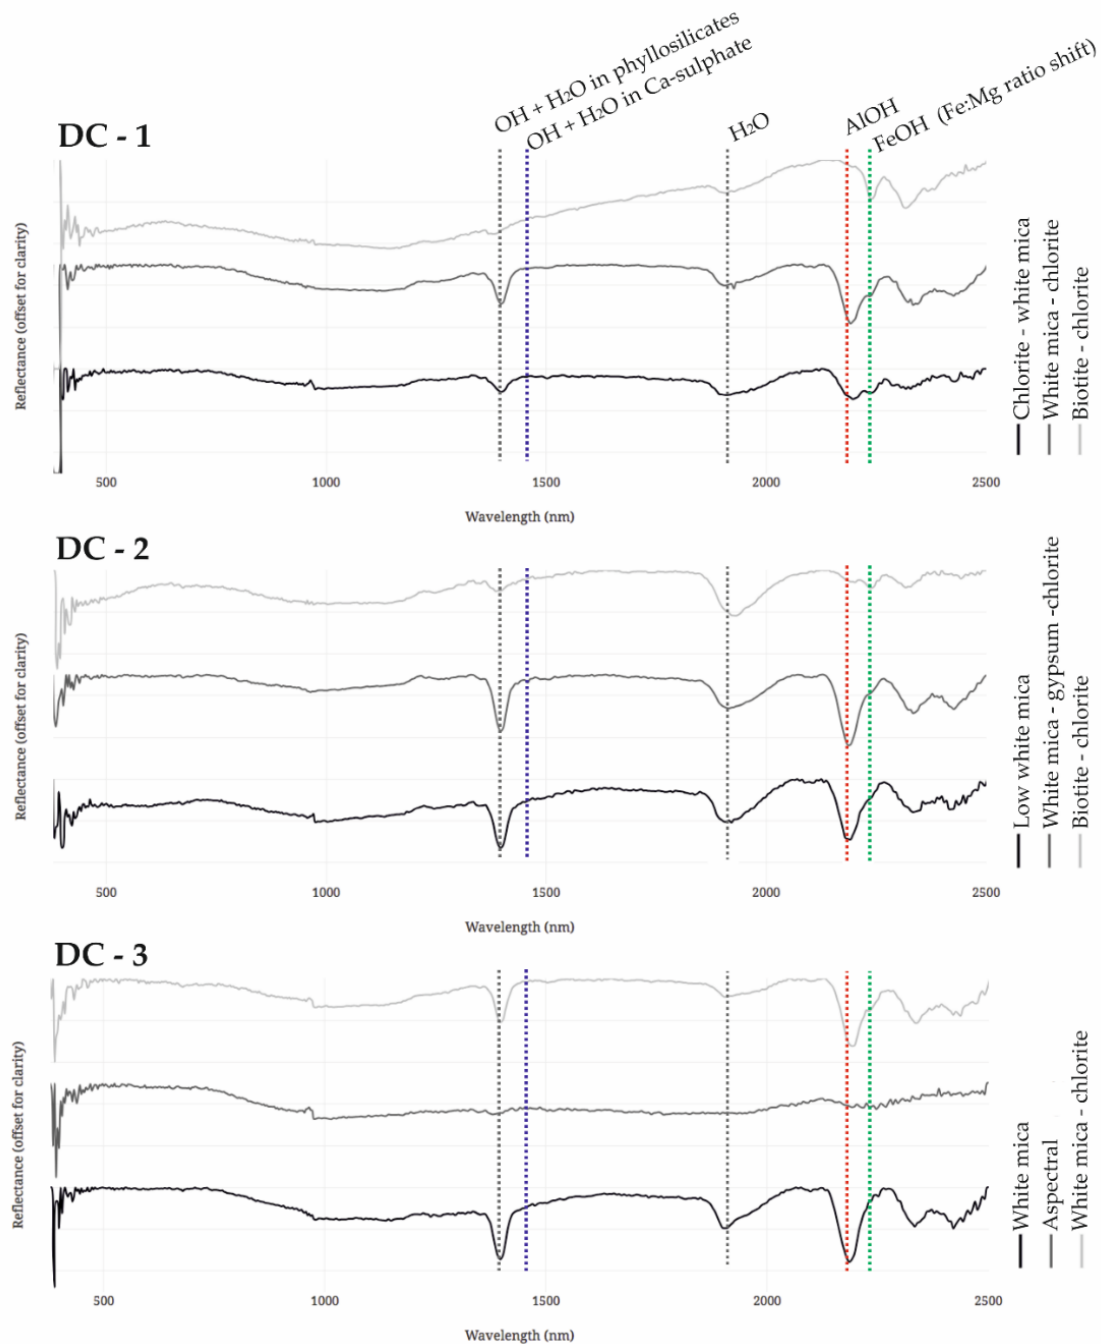 OH + H₂O in phyllosilicates
OH + H₂O in Ca-sulphate
H₂O
AlOH
FeOH (Fe:Mg ratio shift)
DC - 1
Reflectance (offset for clarity)
500 1000 1500 2000 2500
Wavelength (nm)
Chlorite - white mica
White mica - chlorite
Biotite - chlorite
DC - 2
Reflectance (offset for clarity)
500 1000 1500 2000 2500
Wavelength (nm)
Low white mica
White mica - gypsum -chlorite
Biotite - chlorite
DC - 3
Reflectance (offset for clarity)
500 1000 1500 2000 2500
Wavelength (nm)
White mica
Aspectral
White mica - chlorite